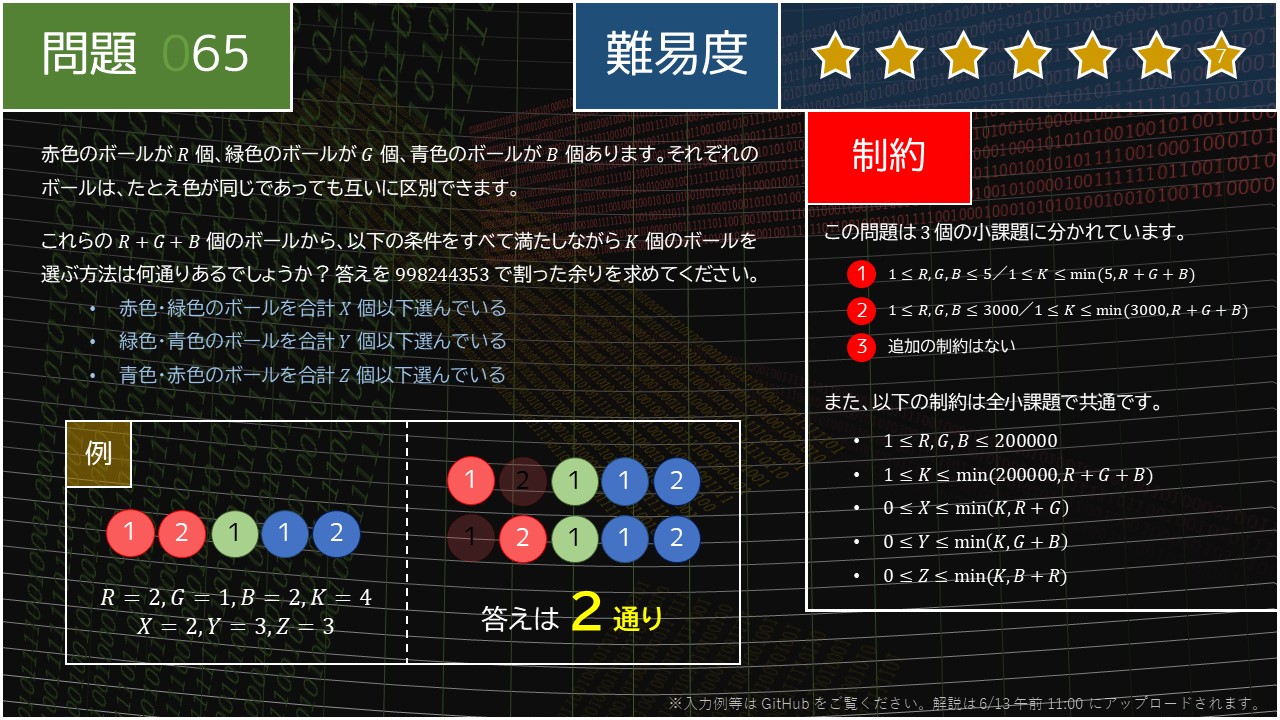 問題 065
難易度
7
赤色のボールが R 個、緑色のボールが G 個、青色のボールが B 個あります。それぞれの
ボールは、たとえ色が同じであっても互いに区別できます。
これらの R + G + B 個のボールから、以下の条件をすべて満たしながら K 個のボールを
選ぶ方法は何通りあるでしょうか？ 答えを 998244353 で割った余りを求めてください。
• 赤色・緑色のボールを合計 X 個以下選んでいる
• 緑色・青色のボールを合計 Y 個以下選んでいる
• 青色・赤色のボールを合計 Z 個以下選んでいる
例
1 2 1 1 2
R = 2, G = 1, B = 2, K = 4
X = 2, Y = 3, Z = 3
1 2 1 1 2
1 2 1 1 2
答えは 2 通り
制約
この問題は 3 個の小課題に分かれています。
1 1 ≤ R, G, B ≤ 5／1 ≤ K ≤ min(5, R + G + B)
2 1 ≤ R, G, B ≤ 3000／1 ≤ K ≤ min(3000, R + G + B)
3 追加の制約はない
また、以下の制約は全小課題で共通です。
• 1 ≤ R, G, B ≤ 200000
• 1 ≤ K ≤ min(200000, R + G + B)
• 0 ≤ X ≤ min(K, R + G)
• 0 ≤ Y ≤ min(K, G + B)
• 0 ≤ Z ≤ min(K, B + R)
※入力例等は GitHub をご覧ください。解説は 6/13 午前 11:00 にアップロードされます。